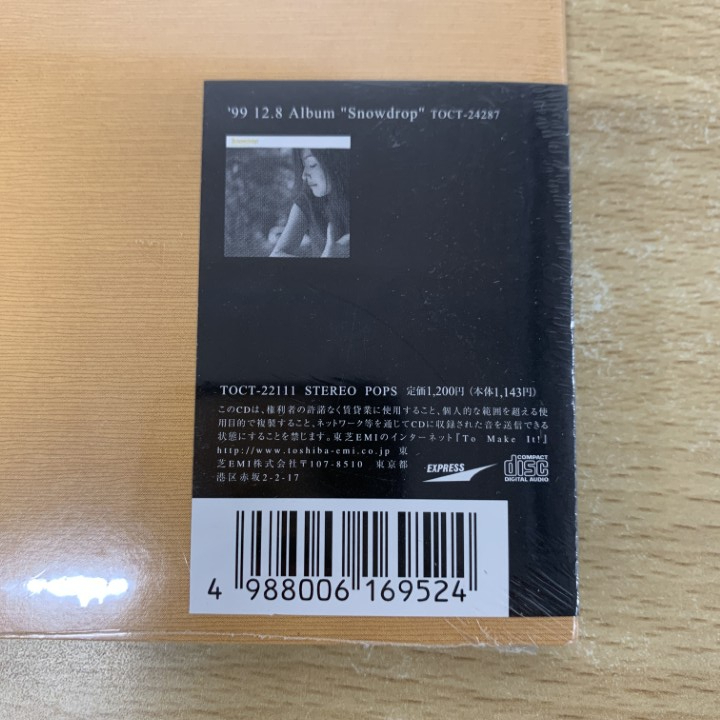 '99 12.8 Album "Snowdrop" TOCT-24287
TOCT-22111 STEREO POPS 定価1,200円 (本体1,143円)
このCDは、権利者の許諾なく賃貸業に使用すること、個人的な範囲を超える使
用目的で複製すること、ネットワーク等を通じてCDに収録された音を送信できる
状態にすることを禁じます。東芝EMIのインターネット『To Make It!』
http://www.toshiba-emi.co.jp 東
芝EMI株式会社〒107-8510 東京都
港区赤坂2-2-17
EXPRESS
COMPACT
disc
DIGITAL AUDIO
4 988006 169524